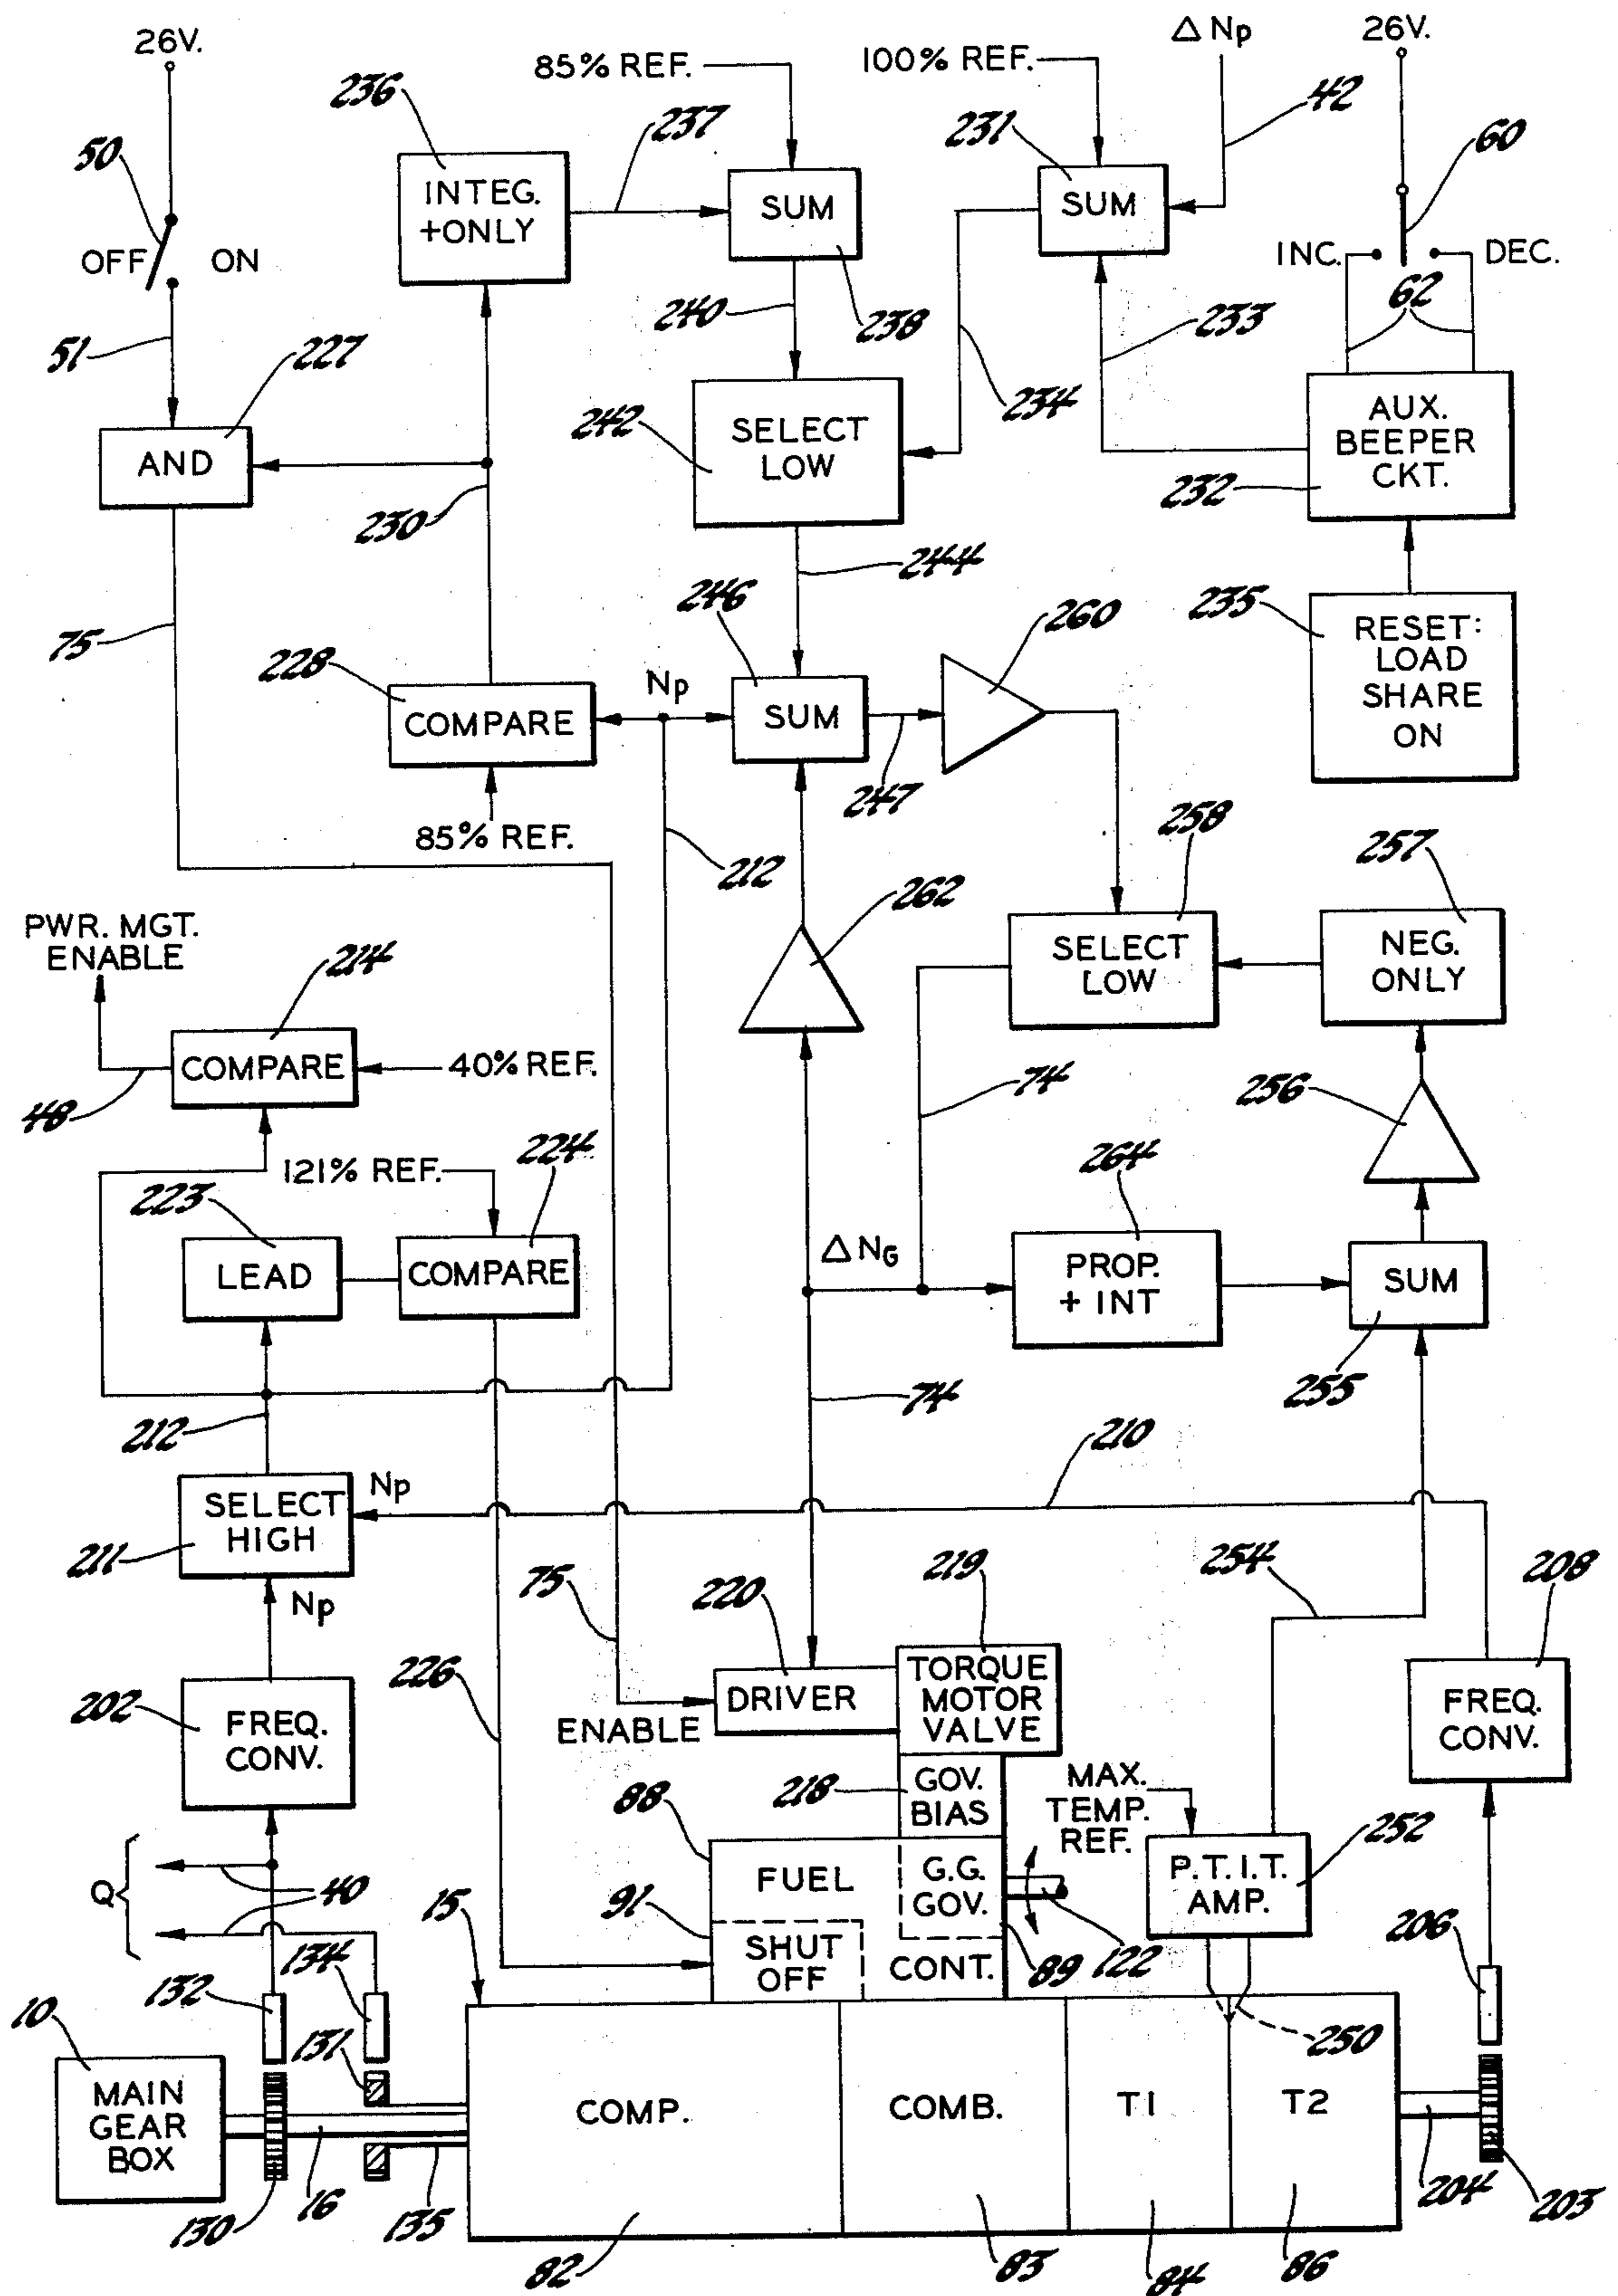 26V.
85% REF.
100% REF.
Δ Np
26V.
236
237
231
42
50
60
INTEG.
+ONLY
SUM
SUM
OFF
ON
INC.
DEC.
62
51
227
240
238
233
234
AND
242
SELECT
LOW
AUX.
BEEPER
CKT.
232
230
244
75
246
260
235
RESET:
LOAD
SHARE
ON
228
Np
COMPARE
SUM
247
85% REF.
212
258
257
262
PWR. MGT.
ENABLE
214
SELECT
LOW
NEG.
ONLY
COMPARE
40% REF.
48
74
256
121% REF.
224
264
223
LEAD
COMPARE
Δ NG
PROP.
+ INT
SUM
255
212
74
210
SELECT
HIGH
Np
211
Np
75
220
219
254
208
202
FREQ.
CONV.
226
DRIVER
TORQUE
MOTOR
VALVE
ENABLE
FREQ.
CONV.
218
GOV.
BIAS
MAX.
TEMP.
REF.
88
252
Q
40
FUEL
G.G.
GOV.
P.T.I.T.
AMP.
15
91
SHUT
OFF
CONT.
89
122
206
132
134
10
131
250
MAIN
GEAR
BOX
COMP.
COMB.
T1
T2
130
16
135
204
203
82
83
84
86